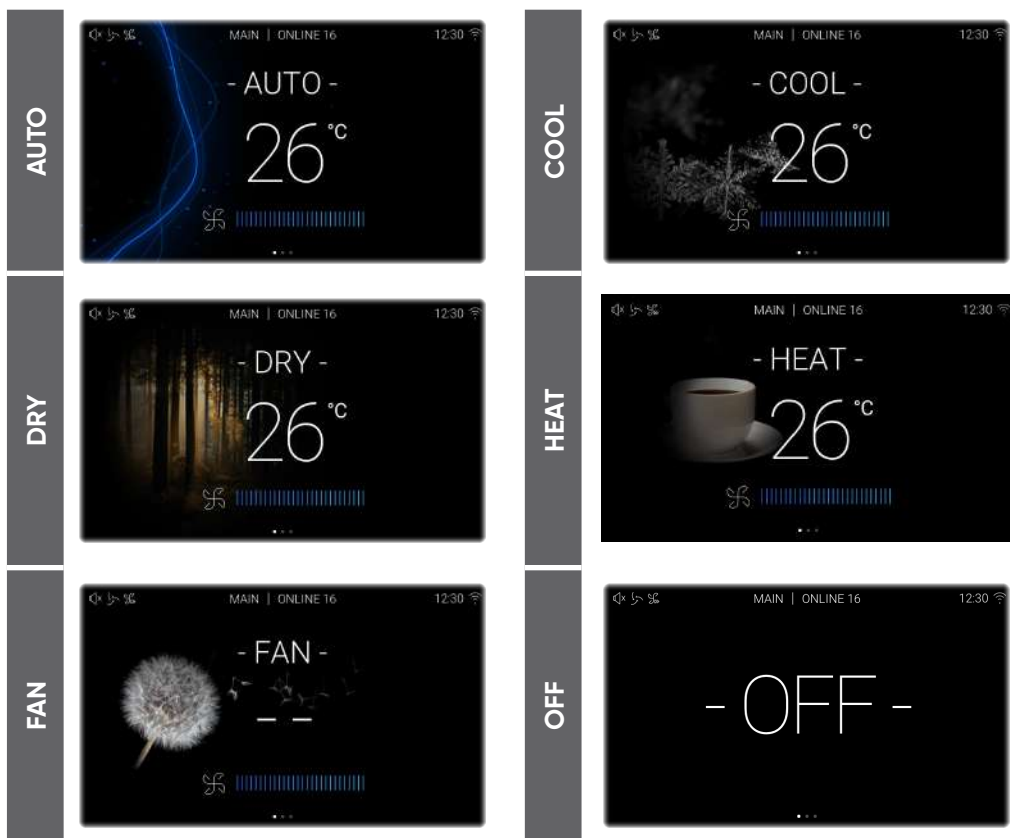 AUTO
MAIN | ONLINE 16
12:30
- AUTO -
26 °C
COOL
MAIN | ONLINE 16
12:30
- COOL -
26 °C
DRY
MAIN | ONLINE 16
12:30
- DRY -
26 °C
HEAT
MAIN | ONLINE 16
12:30
- HEAT -
26 °C
FAN
MAIN | ONLINE 16
12:30
- FAN -
– –
OFF
MAIN | ONLINE 16
12:30
- OFF -